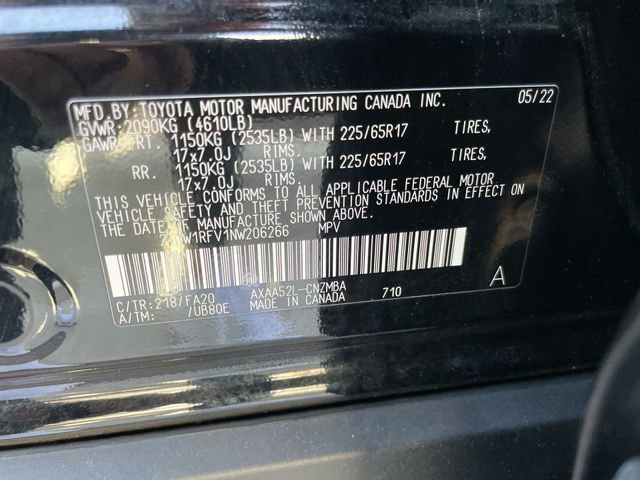 MFD.BY:TOYOTA MOTOR MANUFACTURING CANADA INC. 05/22
GVWR:2090KG (4610LB)
GAWR FRT. 1150KG (2535LB) WITH 225/65R17 TIRES,
17x7.0J RIMS,
RR. 1150KG (2535LB) WITH 225/65R17 TIRES,
17x7.0J RIMS.
THIS VEHICLE CONFORMS TO ALL APPLICABLE FEDERAL MOTOR
VEHICLE SAFETY AND THEFT PREVENTION STANDARDS IN EFFECT ON
THE DATE OF MANUFACTURE SHOWN ABOVE.
MPV
C/TR:218/FA20 AXAA52L-CNZMBA 710 A
A/TM: /UB80E MADE IN CANADA